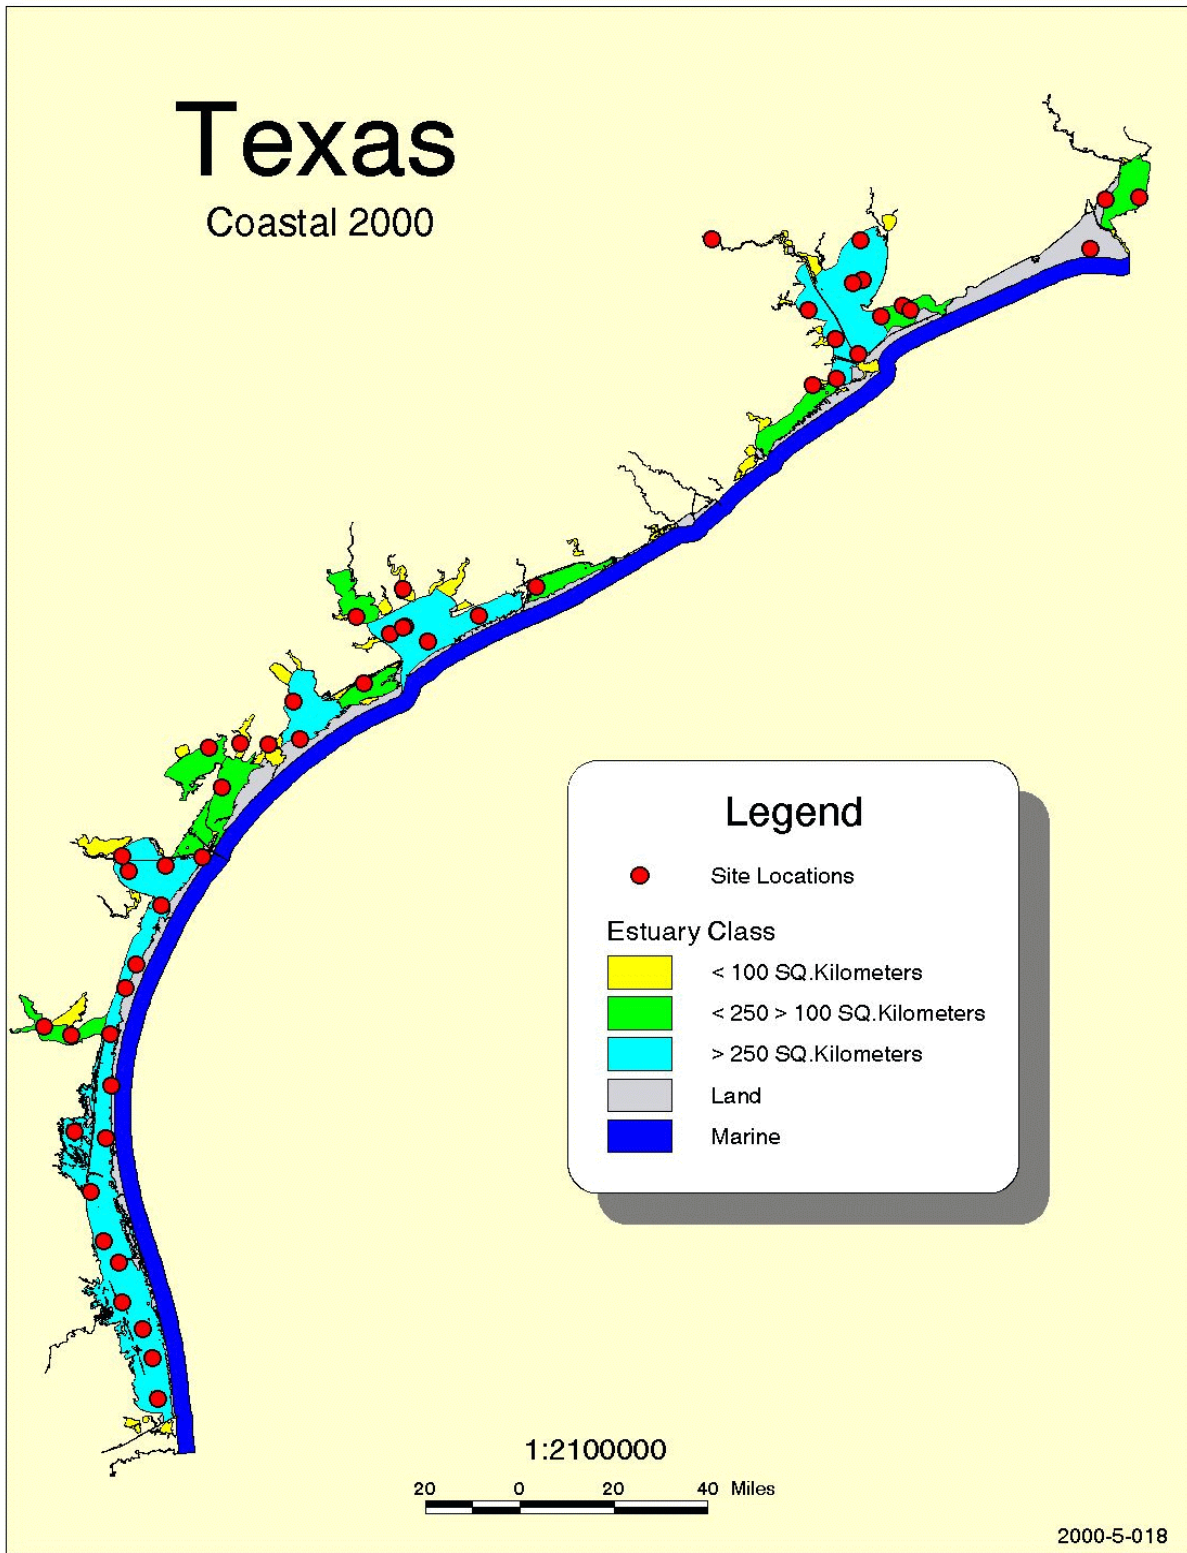 Texas
Coastal 2000
Legend
Site Locations
Estuary Class
< 100 SQ.Kilometers
< 250 > 100 SQ.Kilometers
> 250 SQ.Kilometers
Land
Marine
1:2100000
20 0 20 40 Miles
2000-5-018